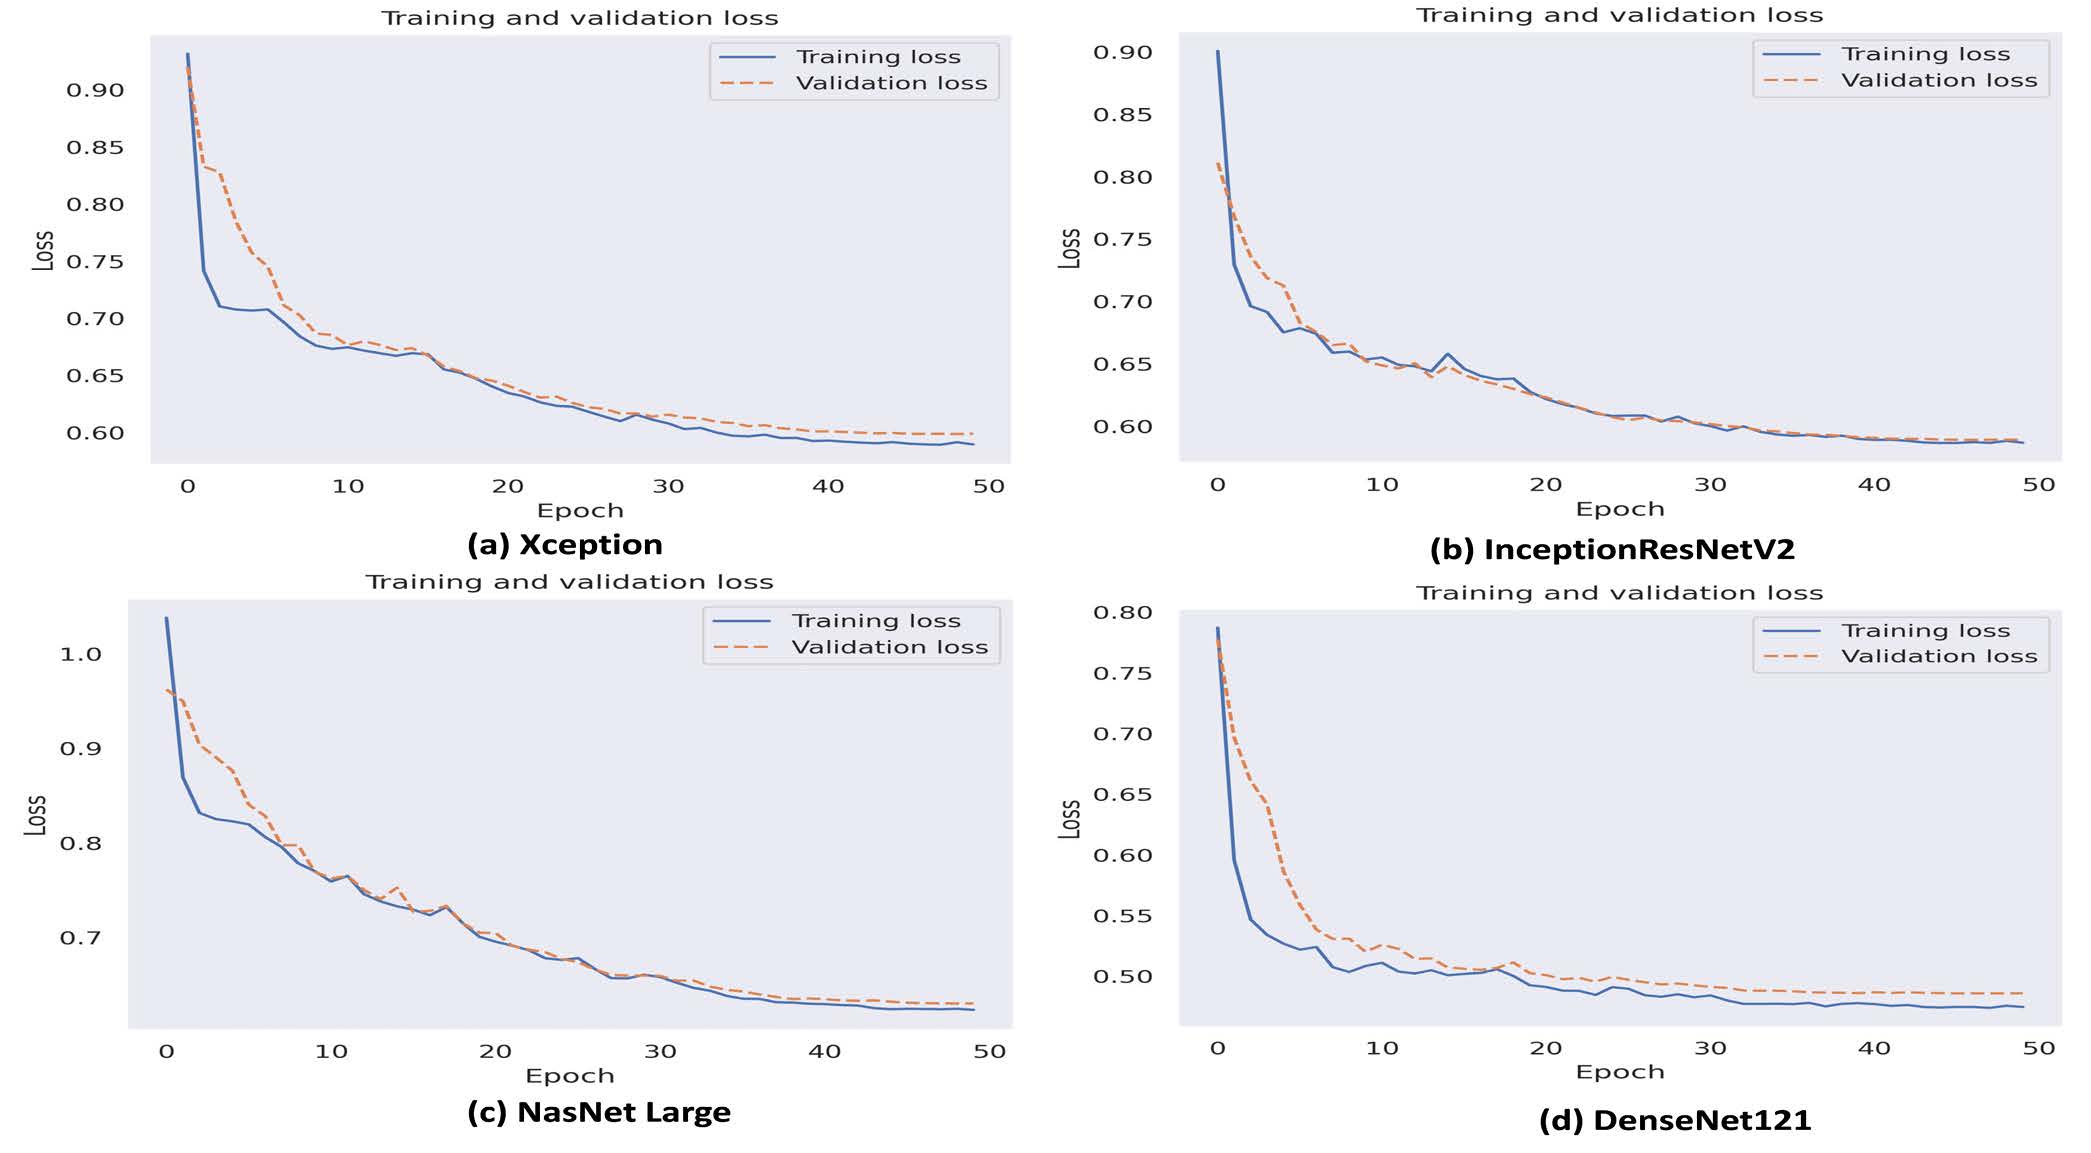 Training and validation loss
Training loss
Validation loss
0.90
0.85
0.80
0.75
0.70
0.65
0.60
Loss
0 10 20 30 40 50
Epoch
(a) Xception
Training and validation loss
Training loss
Validation loss
0.90
0.85
0.80
0.75
0.70
0.65
0.60
Loss
0 10 20 30 40 50
Epoch
(b) InceptionResNetV2
Training and validation loss
Training loss
Validation loss
1.0
0.9
0.8
0.7
Loss
0 10 20 30 40 50
Epoch
(c) NasNet Large
Training and validation loss
Training loss
Validation loss
0.80
0.75
0.70
0.65
0.60
0.55
0.50
Loss
0 10 20 30 40 50
Epoch
(d) DenseNet121